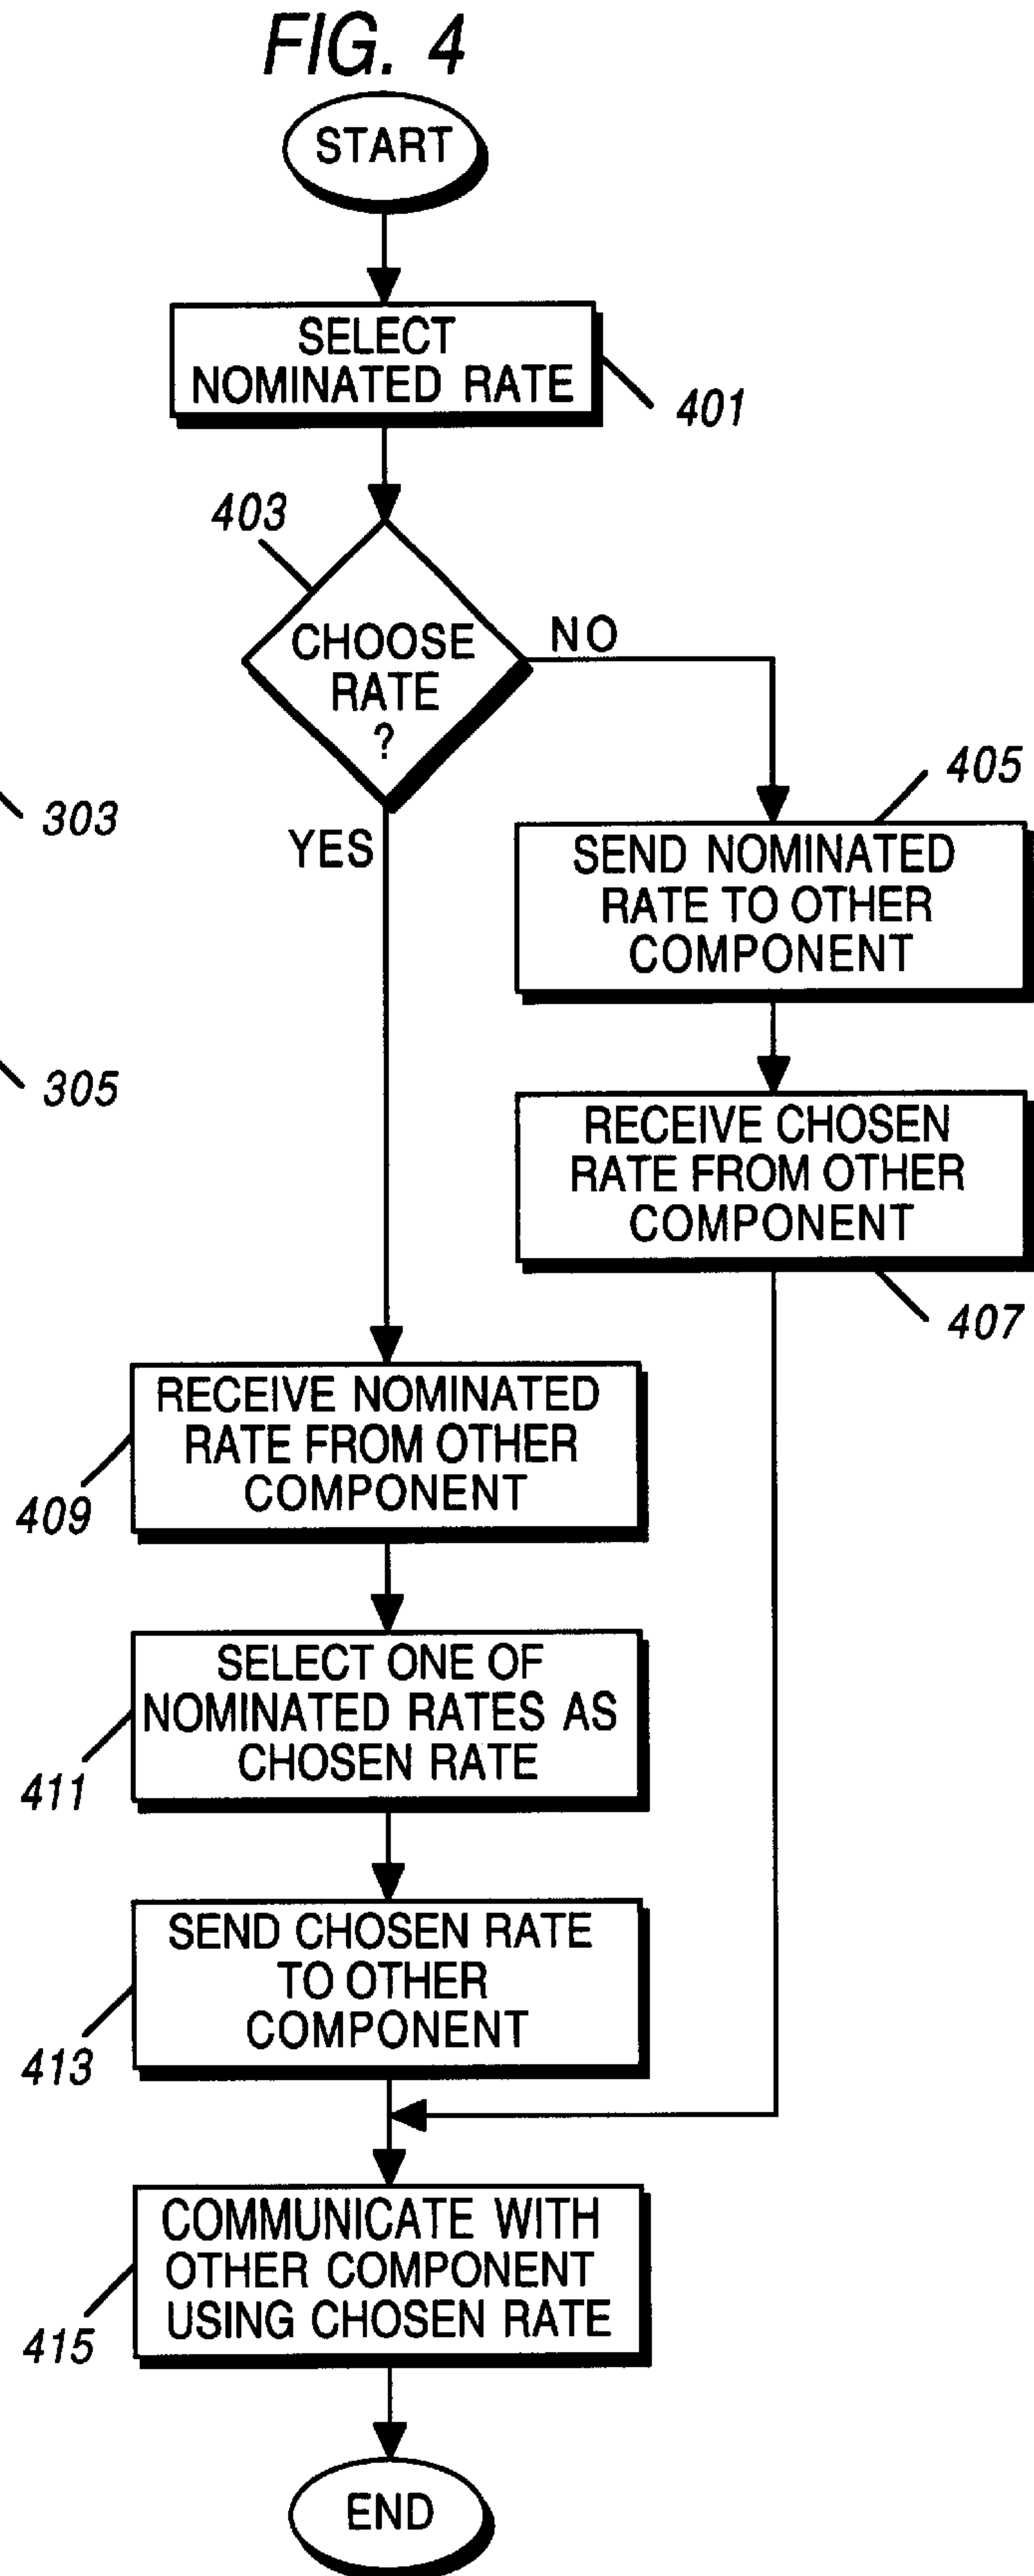 FIG. 4
START
SELECT
NOMINATED RATE
401
403
CHOOSE
RATE
?
NO
YES
405
SEND NOMINATED
RATE TO OTHER
COMPONENT
303
305
RECEIVE CHOSEN
RATE FROM OTHER
COMPONENT
407
RECEIVE NOMINATED
RATE FROM OTHER
COMPONENT
409
SELECT ONE OF
NOMINATED RATES AS
CHOSEN RATE
411
SEND CHOSEN RATE
TO OTHER
COMPONENT
413
COMMUNICATE WITH
OTHER COMPONENT
USING CHOSEN RATE
415
END